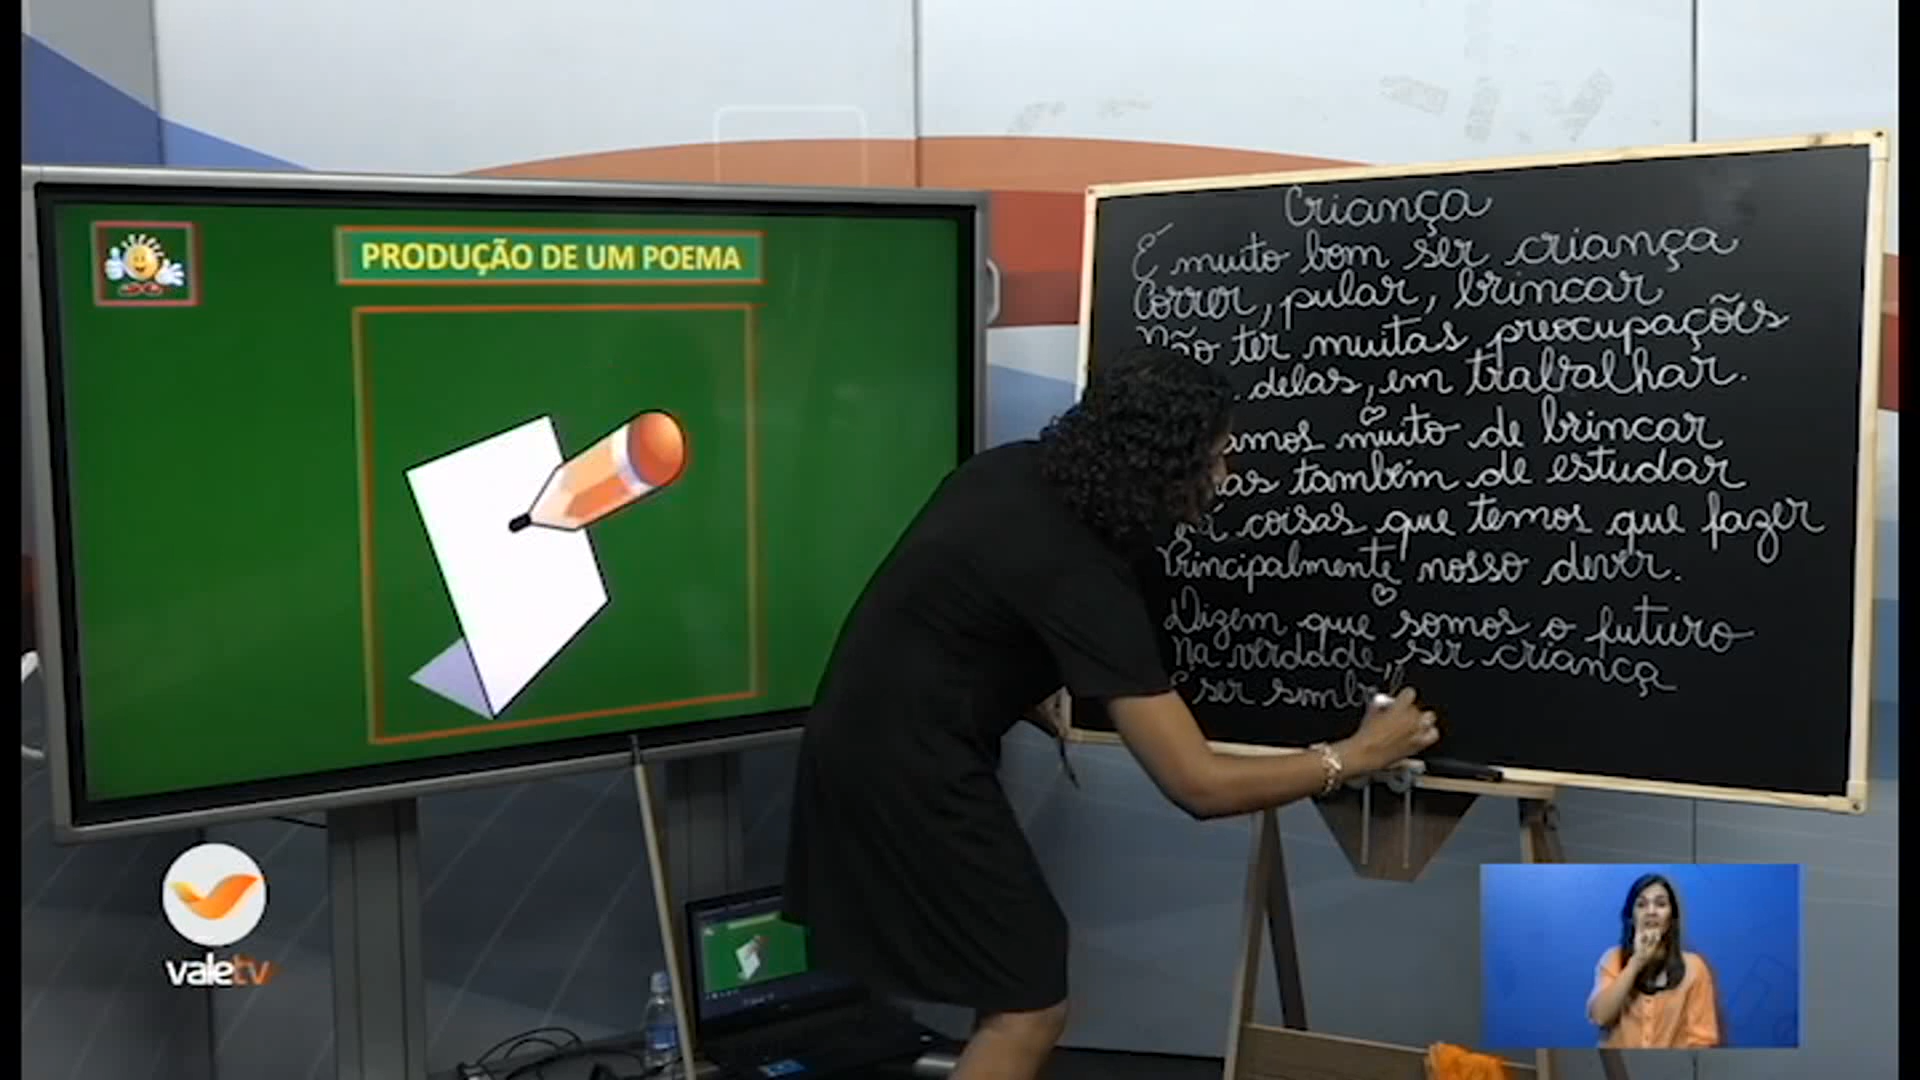 PRODUÇÃO DE UM POEMA
Criança
É muito bom ser criança
Correr, pular, brincar
Não ter muitas preocupações
delas, em trabalhar.
muito de brincar
também de estudar
coisas que temos que fazer
Principalmente nosso dever.
Dizem que somos o futuro
Na verdade, ser criança
É ser
valetv